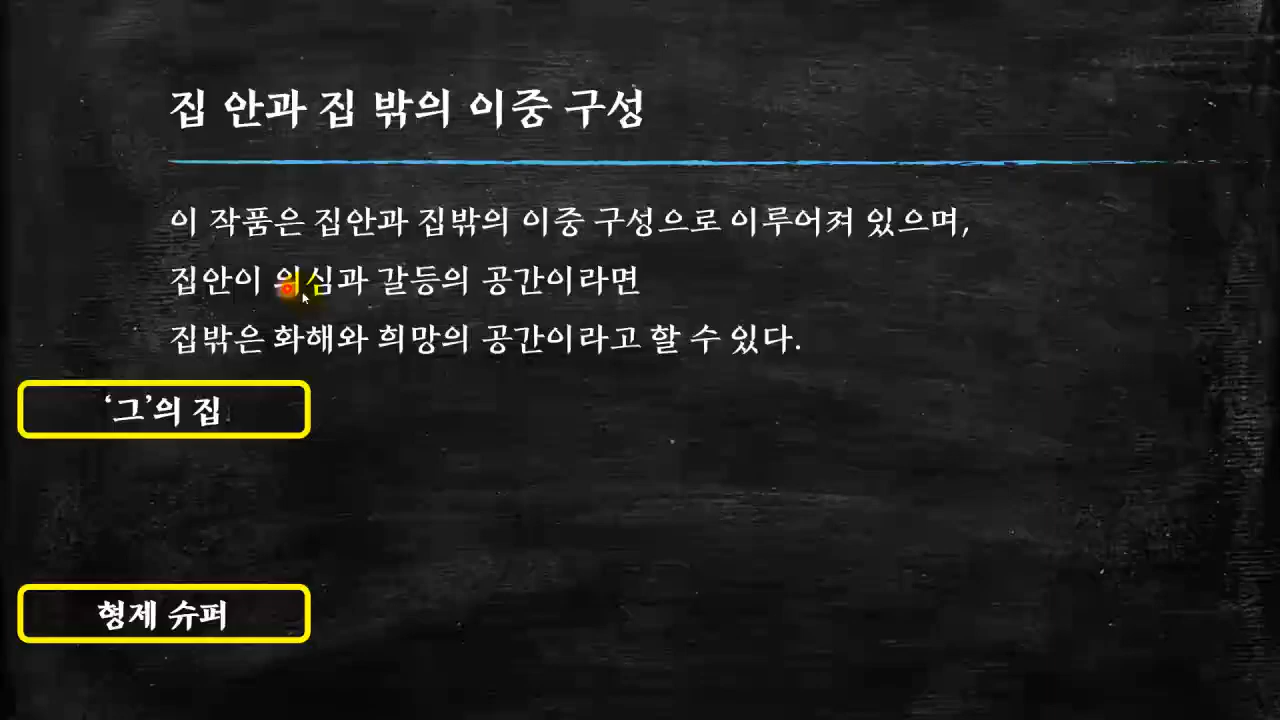 집 안과 집 밖의 이중 구성
이 작품은 집안과 집밖의 이중 구성으로 이루어져 있으며,
집안이 의심과 갈등의 공간이라면
집밖은 화해와 희망의 공간이라고 할 수 있다.
‘그’의 집
형제 슈퍼